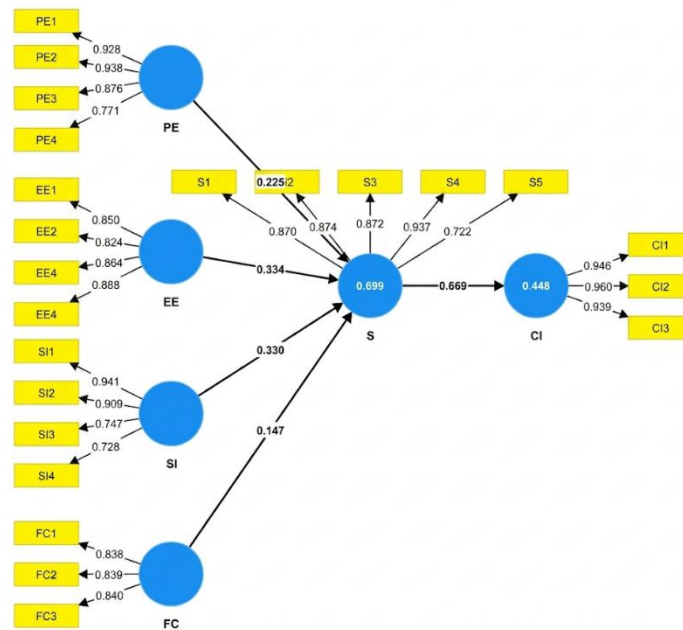 PE1
PE2
PE3
PE4
0.928
0.938
0.876
0.771
PE
S1
0.225
I2
S3
S4
S5
0.870
0.874
0.872
0.937
0.722
EE1
EE2
EE4
EE4
0.850
0.824
0.864
0.888
EE
0.334
0.699
S
0.669
0.448
CI
0.946
0.960
0.939
CI1
CI2
CI3
SI1
SI2
SI3
SI4
0.941
0.909
0.747
0.728
SI
0.330
0.147
FC1
FC2
FC3
0.838
0.839
0.840
FC